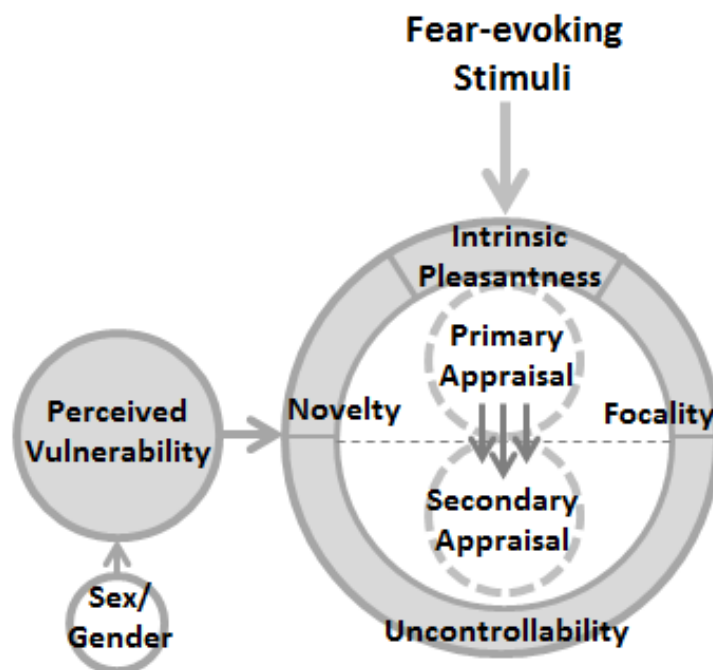 Fear-evoking
Stimuli
Intrinsic
Pleasantness
Primary
Appraisal
Perceived
Vulnerability
Novelty
Focality
Secondary
Appraisal
Sex/
Gender
Uncontrollability